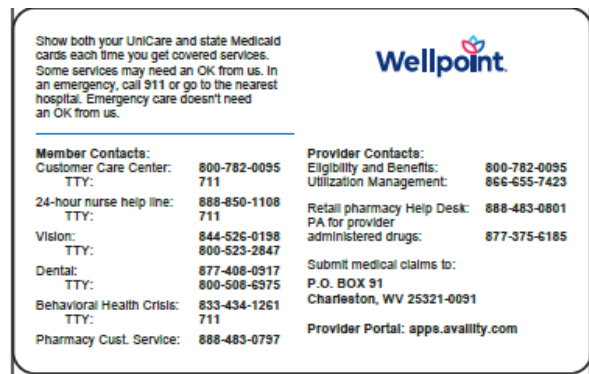 Show both your UniCare and state Medicaid
cards each time you get covered services.
Some services may need an OK from us. In
an emergency, call 911 or go to the nearest
hospital. Emergency care doesn't need
an OK from us.
Wellpoint.
Member Contacts:
Customer Care Center: 800-782-0095
TTY: 711
24-hour nurse help line: 888-850-1108
TTY: 711
Vision: 844-526-0198
TTY: 800-523-2847
Dental: 877-408-0917
TTY: 800-508-6975
Behavioral Health Crisis: 833-434-1261
TTY: 711
Pharmacy Cust. Service: 888-483-0797
Provider Contacts:
Eligibility and Benefits: 800-782-0095
Utilization Management: 866-655-7423
Retail pharmacy Help Desk: 888-483-0801
PA for provider
administered drugs: 877-375-6185
Submit medical claims to:
P.O. BOX 91
Charleston, WV 25321-0091
Provider Portal: apps.availity.com